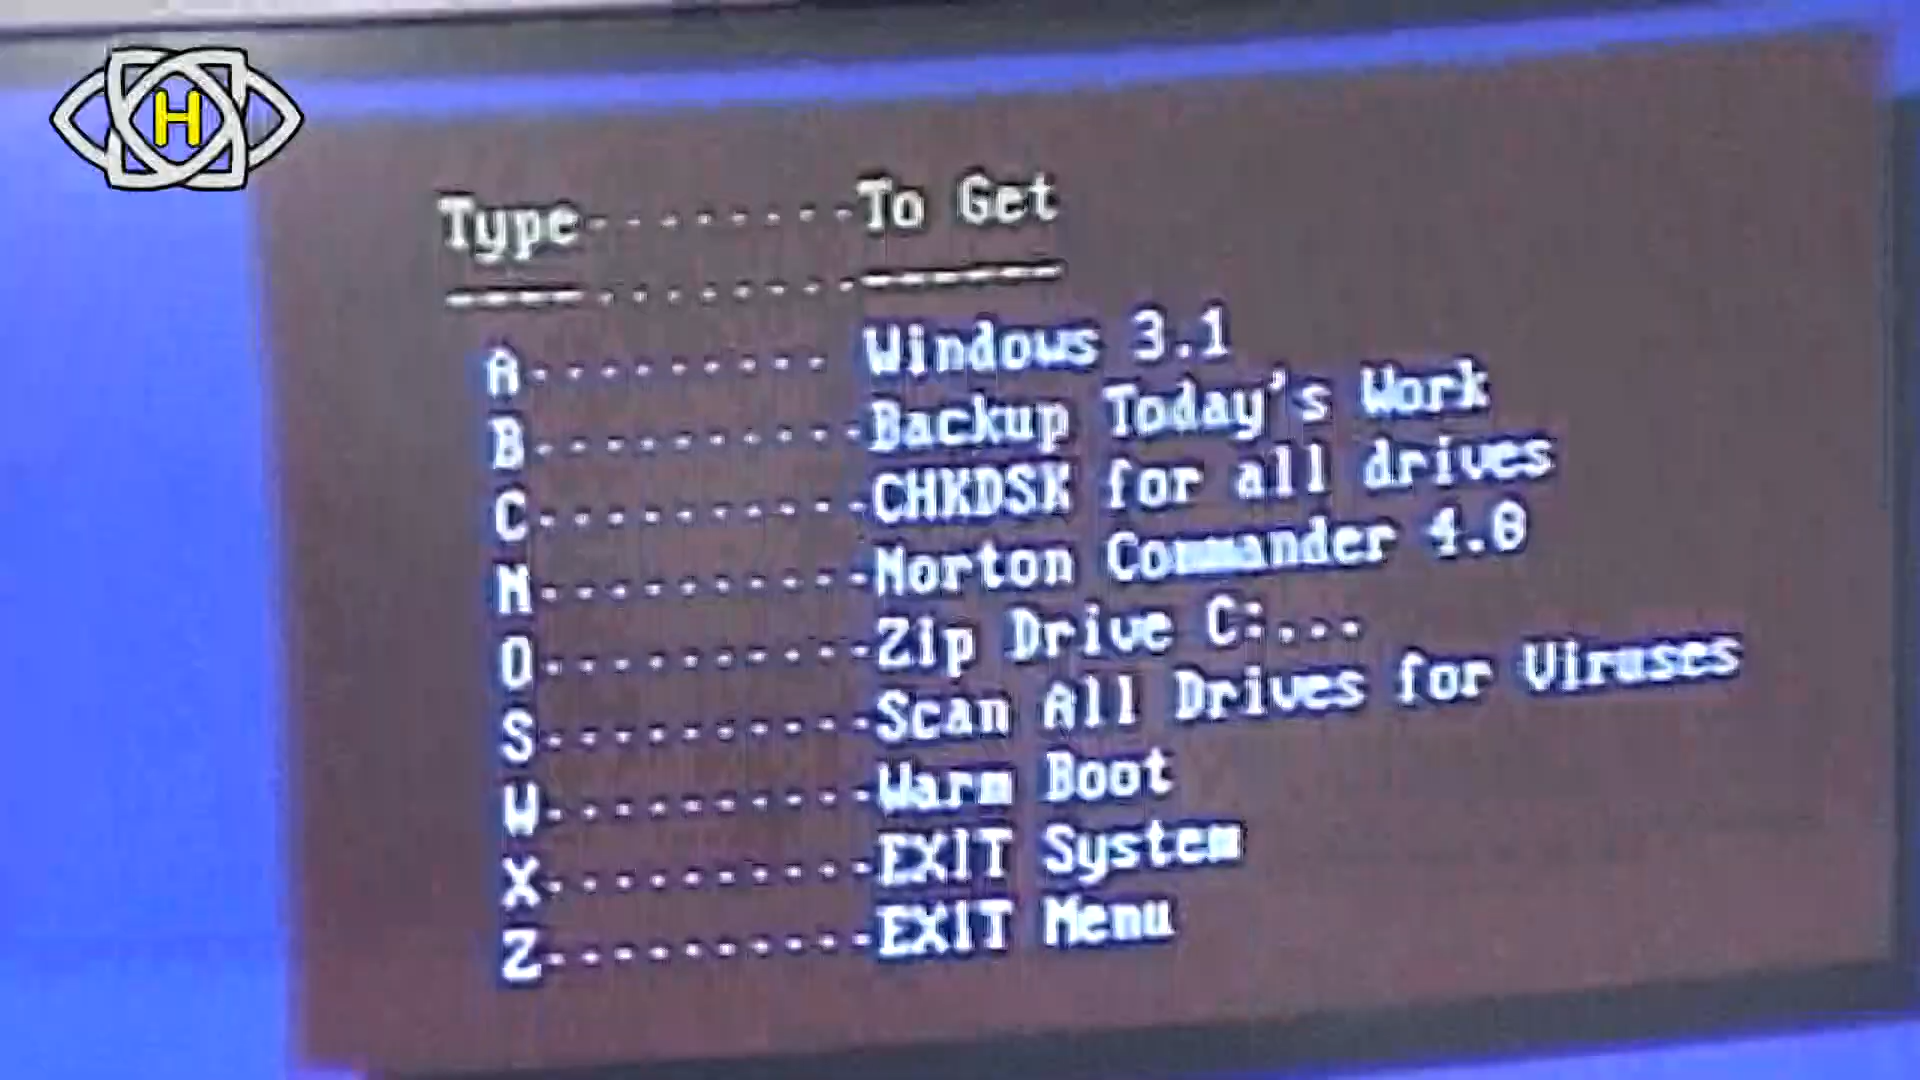 H
Type........To Get
----........------
A......... Windows 3.1
B..........Backup Today's Work
C..........CHKDSK for all drives
N..........Norton Commander 4.0
O..........Zip Drive C:...
S..........Scan All Drives for Viruses
W..........Warm Boot
X..........EXIT System
Z..........EXIT Menu